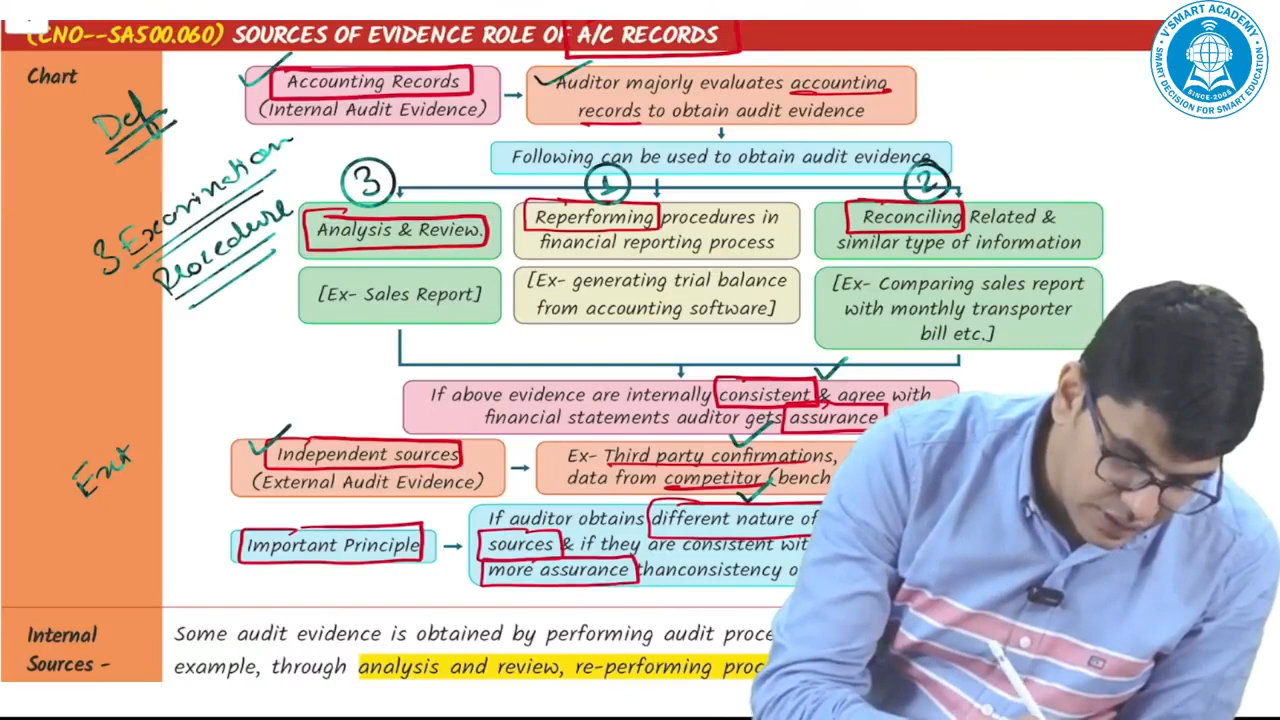 (CNO--SA500.060) SOURCES OF EVIDENCE ROLE OF A/C RECORDS
V'SMART ACADEMY
SMART DECISION FOR SMART EDUCATION
SINCE-2005
Chart
Def
3 Examination
Procedure
Accounting Records
(Internal Audit Evidence)
Auditor majorly evaluates accounting
records to obtain audit evidence
Following can be used to obtain audit evidence
3
1
2
Analysis & Review.
Reperforming procedures in
financial reporting process
Reconciling Related &
similar type of information
[Ex- Sales Report]
[Ex- generating trial balance
from accounting software]
[Ex- Comparing sales report
with monthly transporter
bill etc.]
If above evidence are internally consistent & agree with
financial statements auditor gets assurance
Independent sources
(External Audit Evidence)
Ex- Third party confirmations,
data from competitor (bench
Important Principle
If auditor obtains different nature of
sources & if they are consistent wit
more assurance thanconsistency o
Internal
Sources -
Some audit evidence is obtained by performing audit proce
example, through analysis and review, re-performing proc